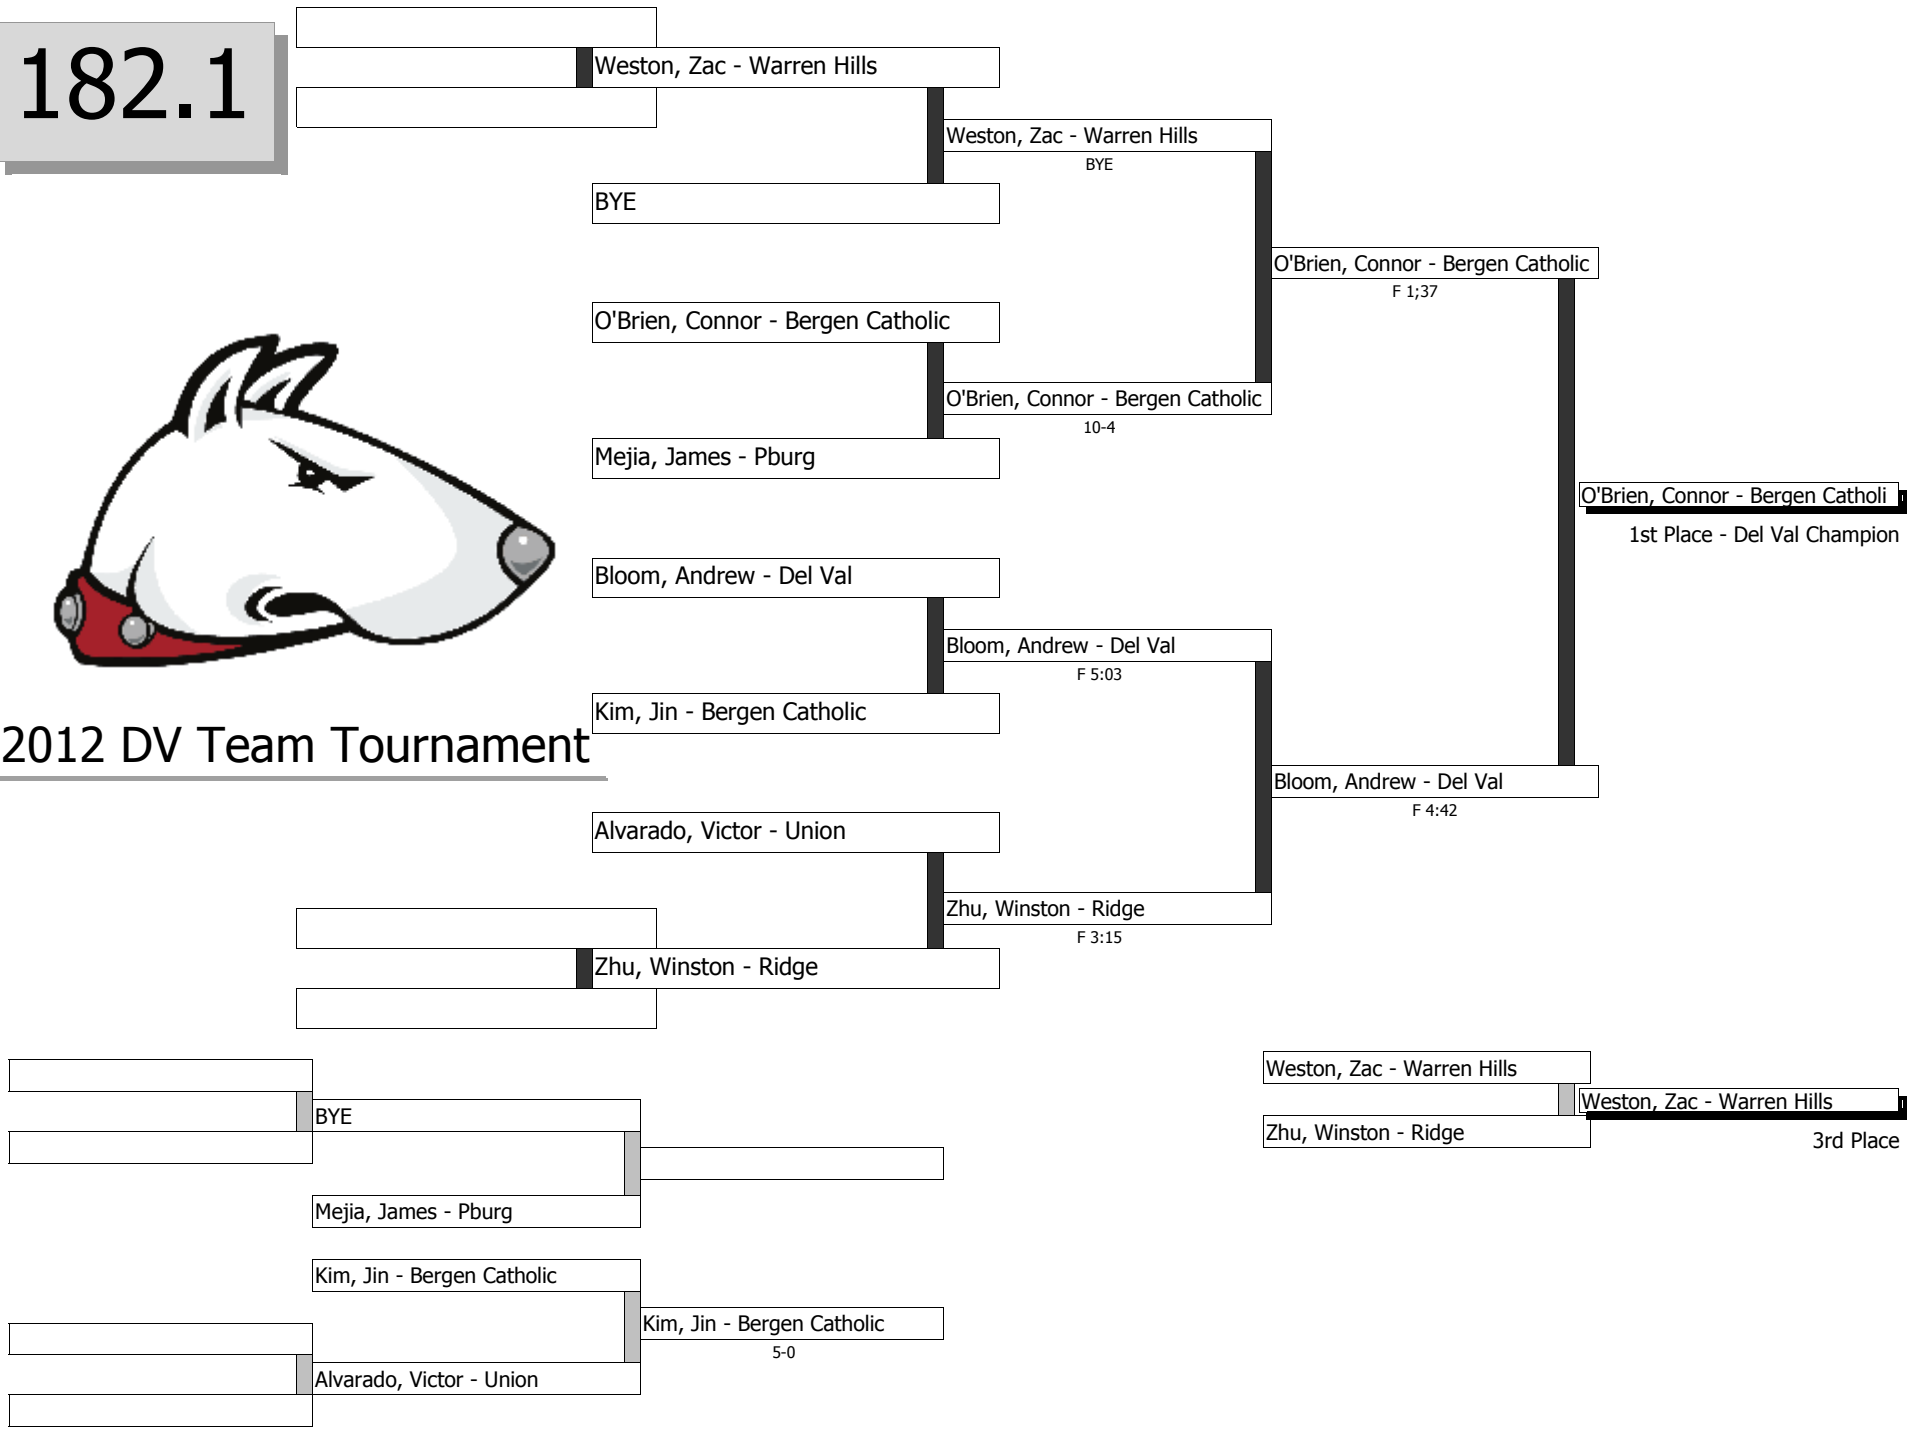 182.1
Weston, Zac - Warren Hills
Weston, Zac - Warren Hills
BYE
BYE
O'Brien, Connor - Bergen Catholic
F 1;37
O'Brien, Connor - Bergen Catholic
O'Brien, Connor - Bergen Catholic
10-4
Mejia, James - Pburg
O'Brien, Connor - Bergen Catholi
1st Place - Del Val Champion
Bloom, Andrew - Del Val
Bloom, Andrew - Del Val
F 5:03
Kim, Jin - Bergen Catholic
2012 DV Team Tournament
Bloom, Andrew - Del Val
F 4:42
Alvarado, Victor - Union
Zhu, Winston - Ridge
F 3:15
Zhu, Winston - Ridge
Weston, Zac - Warren Hills
Weston, Zac - Warren Hills
Zhu, Winston - Ridge
3rd Place
BYE
Mejia, James - Pburg
Kim, Jin - Bergen Catholic
Kim, Jin - Bergen Catholic
5-0
Alvarado, Victor - Union